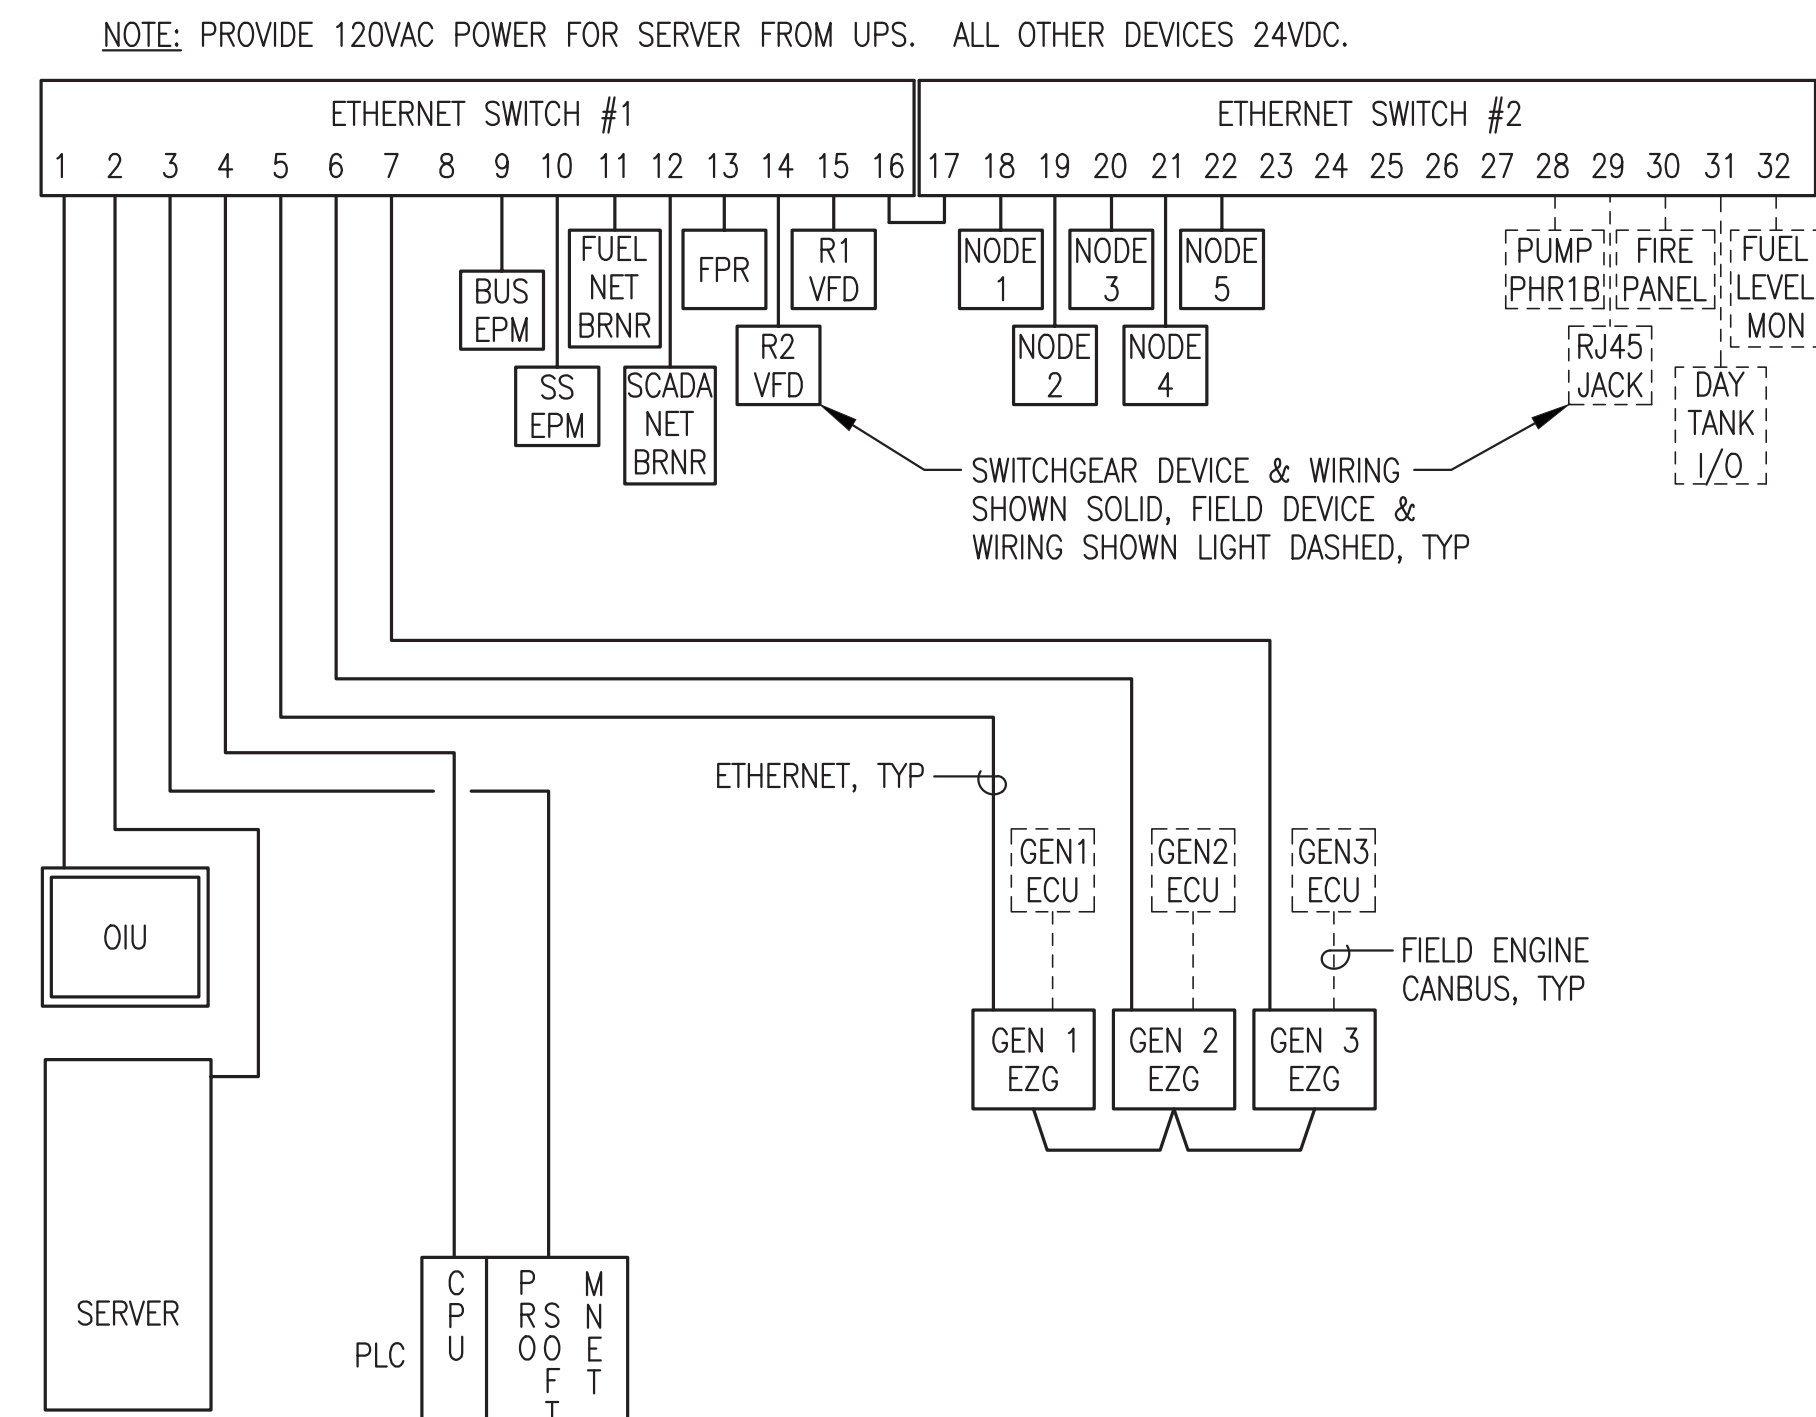 NOTE: PROVIDE 120VAC POWER FOR SERVER FROM UPS. ALL OTHER DEVICES 24VDC.
ETHERNET SWITCH #1
1 2 3 4 5 6 7 8 9 10 11 12 13 14 15 16
ETHERNET SWITCH #2
17 18 19 20 21 22 23 24 25 26 27 28 29 30 31 32
BUS
EPM
SS
EPM
FUEL
NET
BRNR
SCADA
NET
BRNR
FPR
R2
VFD
R1
VFD
NODE
1
NODE
2
NODE
3
NODE
4
NODE
5
PUMP
PHR1B
RJ45
JACK
FIRE
PANEL
DAY
TANK
I/O
FUEL
LEVEL
MON
SWITCHGEAR DEVICE & WIRING
SHOWN SOLID, FIELD DEVICE &
WIRING SHOWN LIGHT DASHED, TYP
ETHERNET, TYP
GEN1
ECU
GEN2
ECU
GEN3
ECU
FIELD ENGINE
CANBUS, TYP
GEN 1
EZG
GEN 2
EZG
GEN 3
EZG
OIU
SERVER
PLC
CPU
PRO
SOFT
MNET